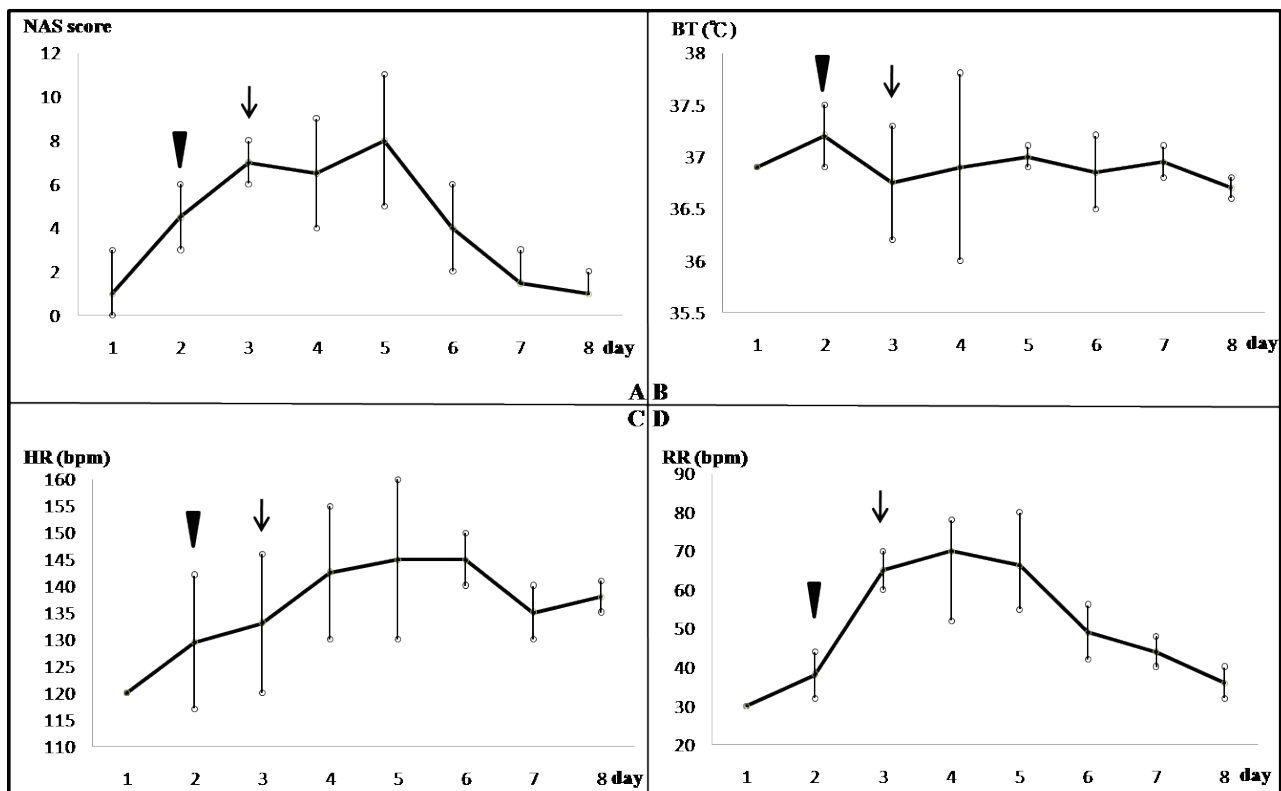 NAS score
12
10
8
6
4
2
0
1 2 3 4 5 6 7 8 day
A
BT (℃)
38
37.5
37
36.5
36
35.5
1 2 3 4 5 6 7 8 day
B
C
HR (bpm)
160
155
150
145
140
135
130
125
120
115
110
1 2 3 4 5 6 7 8 day
D
RR (bpm)
90
80
70
60
50
40
30
20
1 2 3 4 5 6 7 8 day